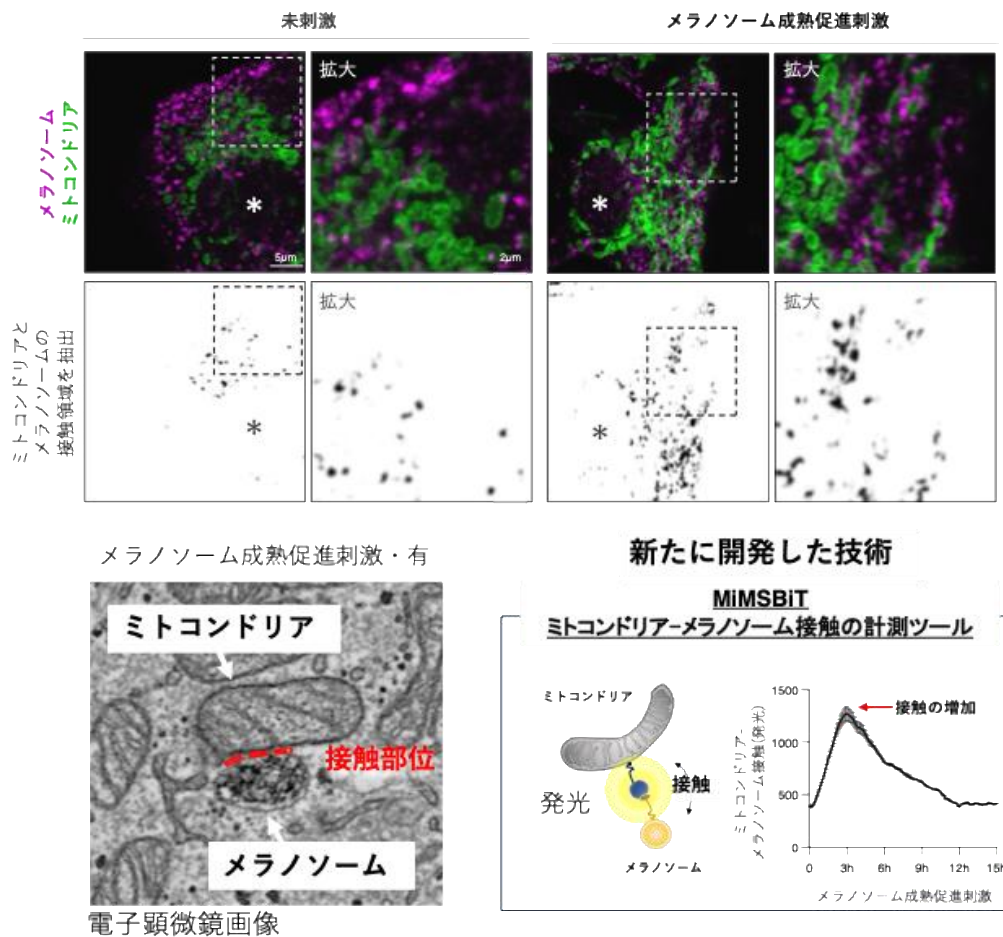 未刺激
メラノソーム成熟促進刺激
メラノソーム
ミトコンドリア
拡大
拡大
*
*
5μm
2μm
ミトコンドリアと
メラノソームの
接触領域を抽出
拡大
拡大
*
*
メラノソーム成熟促進刺激・有
ミトコンドリア
接触部位
メラノソーム
電子顕微鏡画像
新たに開発した技術
MiMSBiT
ミトコンドリア-メラノソーム接触の計測ツール
ミトコンドリア
発光
接触
メラノソーム
ミトコンドリア-
メラノソーム接触(発光)
1500
1000
500
0
接触の増加
0 3h 6h 9h 12h 15h
メラノソーム成熟促進刺激